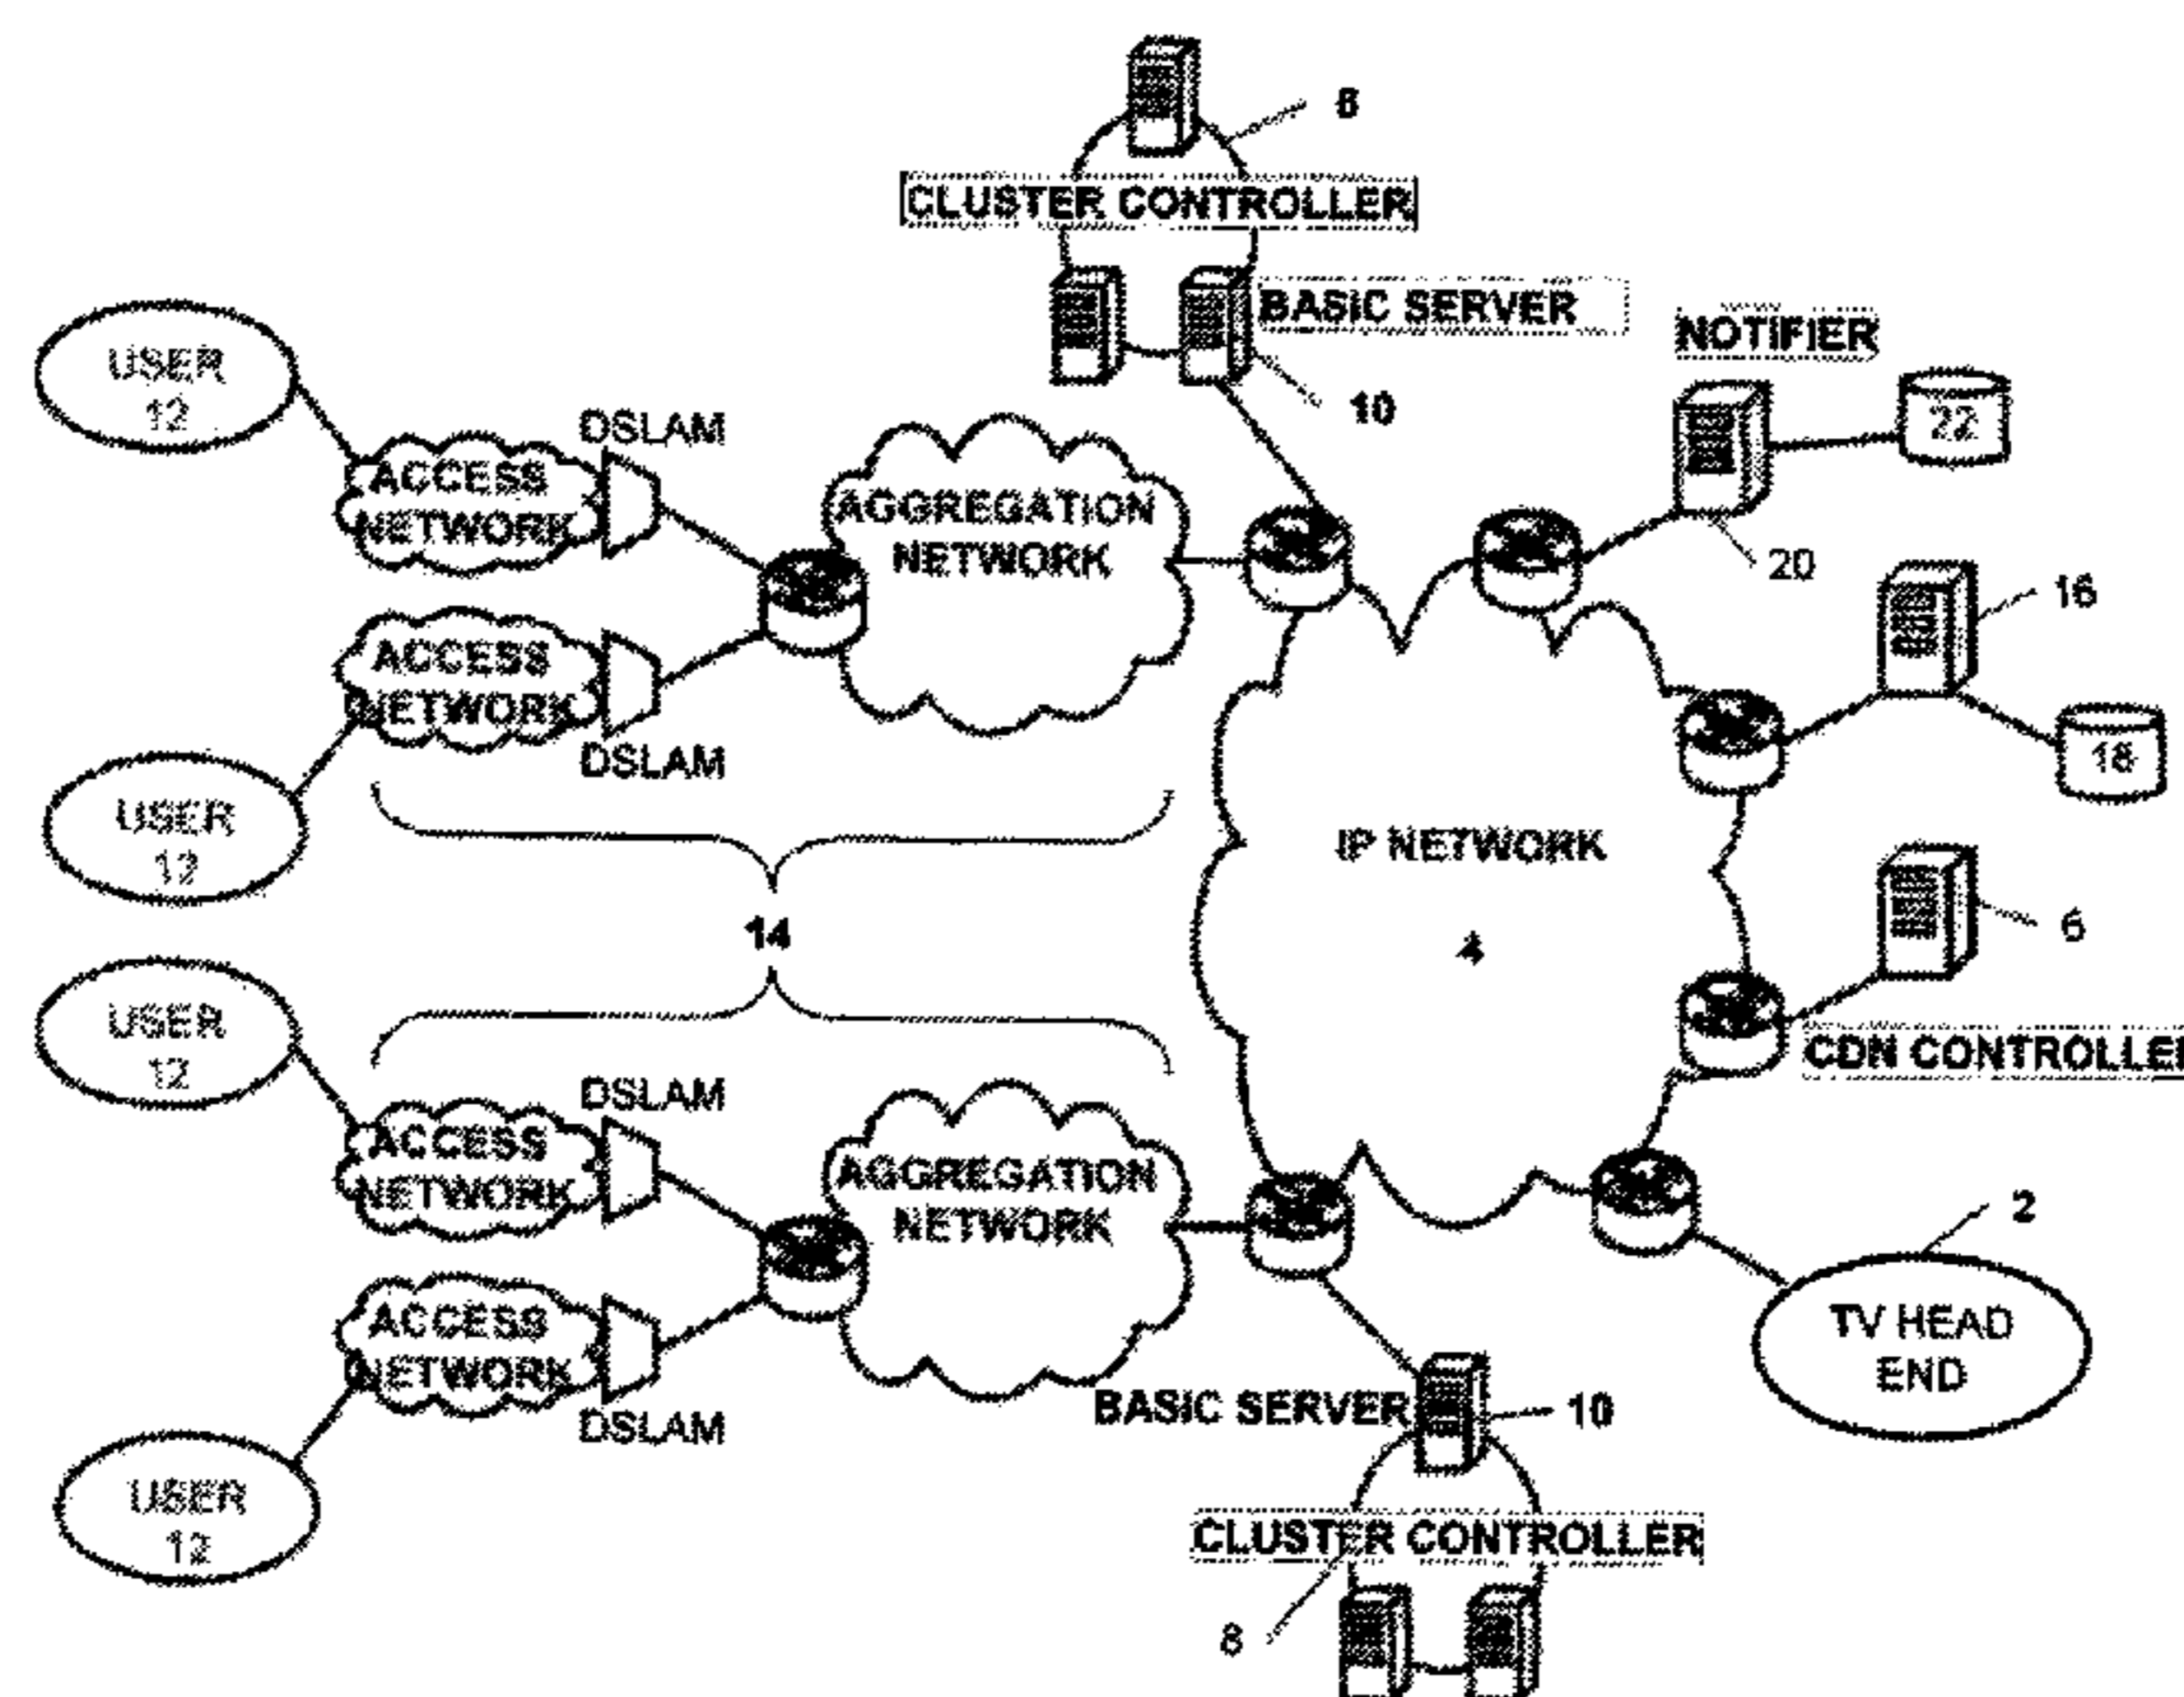 8
CLUSTER CONTROLLER
BASIC SERVER
10
NOTIFIER
22
20
USER
12
DSLAM
ACCESS
NETWORK
AGGREGATION
NETWORK
16
ACCESS
NETWORK
DSLAM
18
USER
12
IP NETWORK
4
14
6
CDN CONTROLLER
USER
12
DSLAM
ACCESS
NETWORK
AGGREGATION
NETWORK
2
TV HEAD
END
ACCESS
NETWORK
DSLAM
BASIC SERVER
10
USER
12
CLUSTER CONTROLLER
8